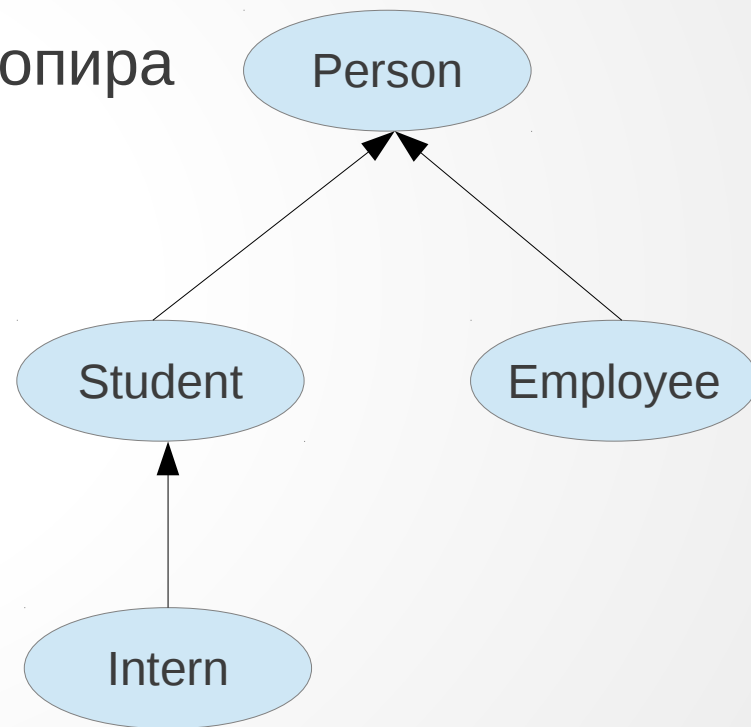 опира
Person
Student Employee
Intern